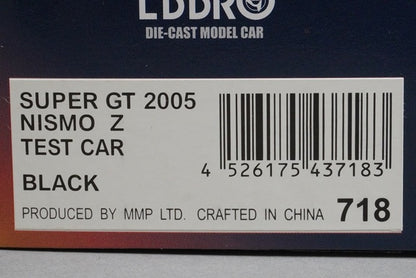 EBBRO
DIE-CAST MODEL CAR
SUPER GT 2005
NISMO Z
TEST CAR
4 526175 437183
BLACK
PRODUCED BY MMP LTD. CRAFTED IN CHINA 718